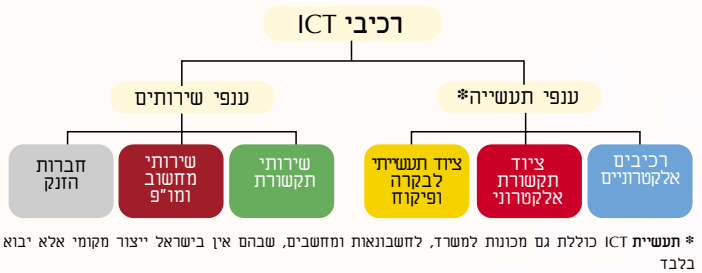 רכיבי ICT
ענפי תעשייה*
ענפי שירותים
רכיבים
אלקטרוניים
ציוד
תקשורת
אלקטרוני
ציוד תעשייתי
לבקרה
ופיקוח
שירותי
תקשורת
שירותי
מחשוב
ומו"פ
חברות
הזנק
* תעשיית ICT כוללת גם מכונות למשרד, לחשבונאות ומחשבים, שבהם אין בישראל ייצור מקומי אלא יבוא
בלבד